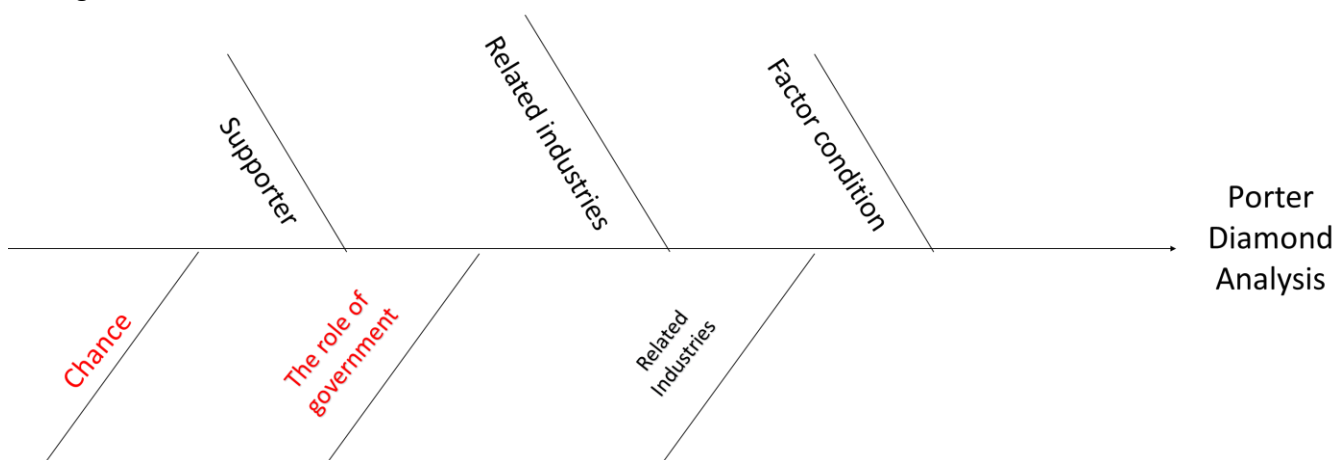 Supporter
Related industries
Factor condition
Porter
Diamond
Analysis
Chance
The role of
government
Related
Industries